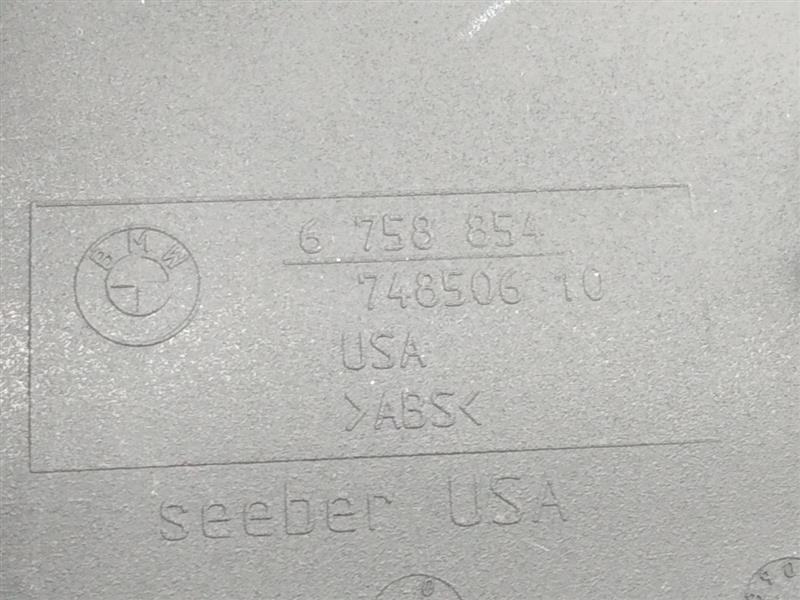 BMW
6 758 854
748506 10
USA
>ABS<
seeber USA